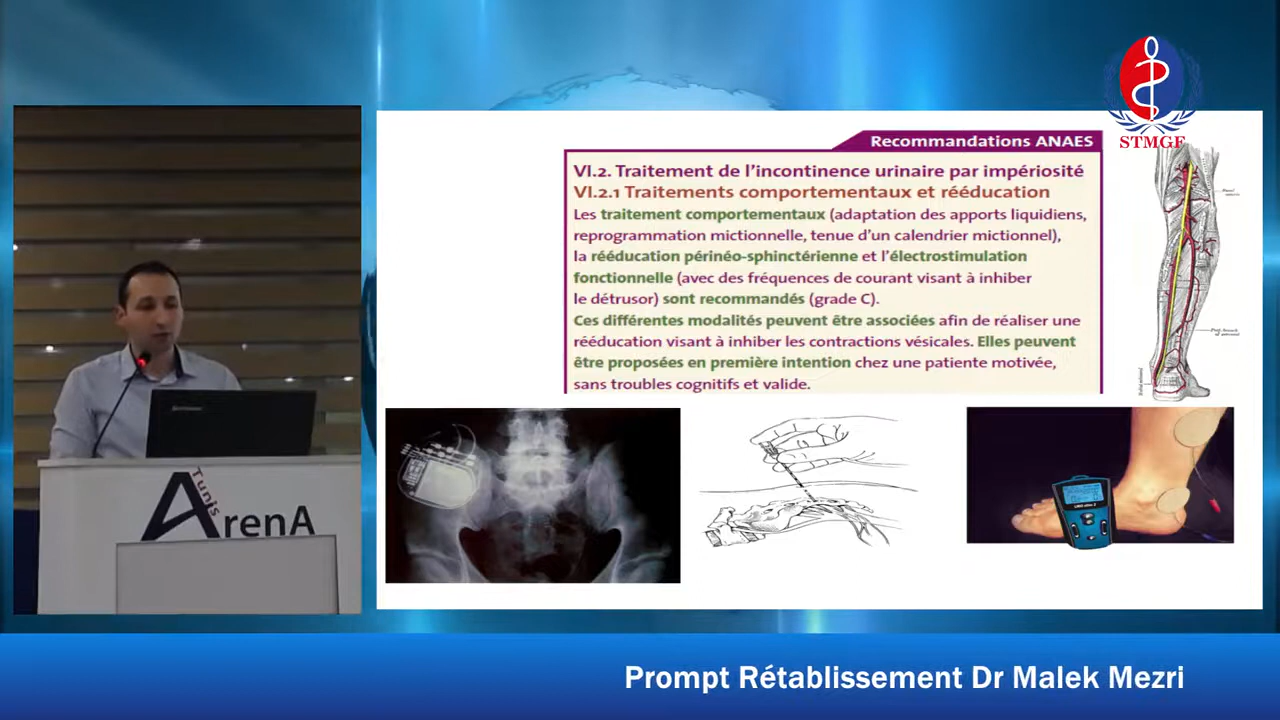 STMGF
Recommandations ANAES
VI.2. Traitement de l'incontinence urinaire par impériosité
VI.2.1 Traitements comportementaux et rééducation
Les traitement comportementaux (adaptation des apports liquidiens,
reprogrammation mictionnelle, tenue d'un calendrier mictionnel),
la rééducation périnéo-sphinctérienne et l'électrostimulation
fonctionnelle (avec des fréquences de courant visant à inhiber
le détrusor) sont recommandés (grade C).
Ces différentes modalités peuvent être associées afin de réaliser une
rééducation visant à inhiber les contractions vésicales. Elles peuvent
être proposées en première intention chez une patiente motivée,
sans troubles cognitifs et valide.
Tunis
ArenA
Prompt Rétablissement Dr Malek Mezri